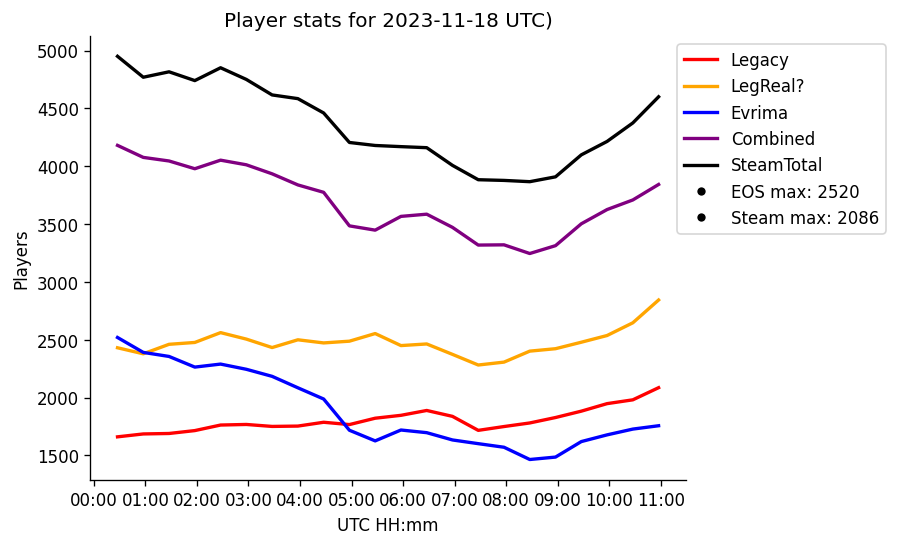 Player stats for 2023-11-18 UTC)
5000
4500
4000
3500
3000
2500
2000
1500
Players
00:00 01:00 02:00 03:00 04:00 05:00 06:00 07:00 08:00 09:00 10:00 11:00
UTC HH:mm
Legacy
LegReal?
Evrima
Combined
SteamTotal
EOS max: 2520
Steam max: 2086